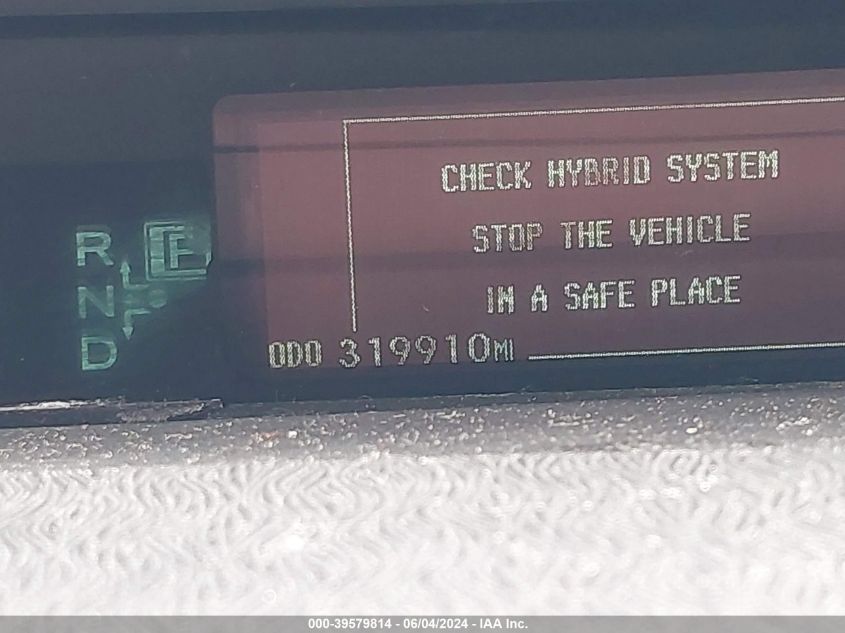 CHECK HYBRID SYSTEM
STOP THE VEHICLE
IN A SAFE PLACE
R
N
D
ODO 319910MI
000-39579814 - 06/04/2024 - IAA Inc.